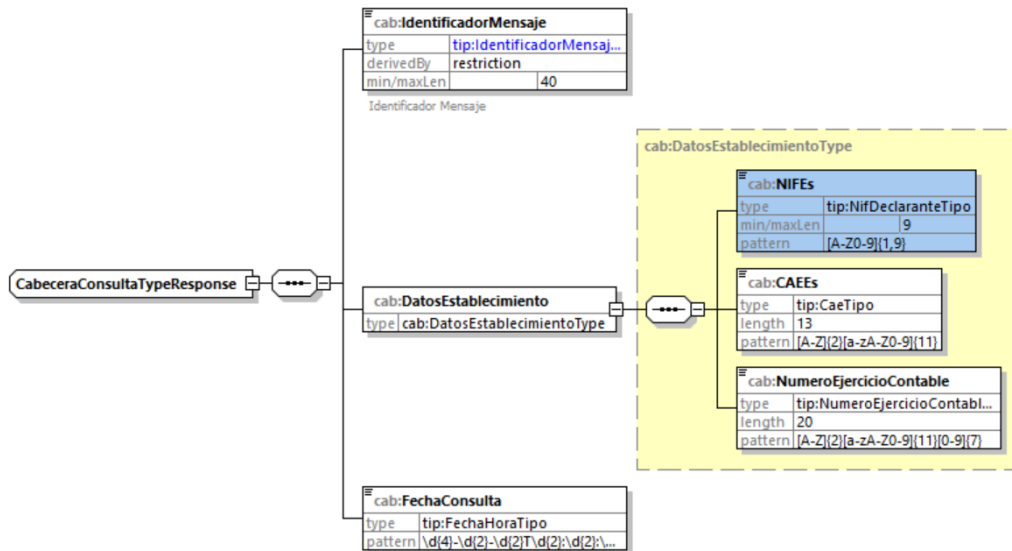 cab:IdentificadorMensaje
type tip:IdentificadorMensaj...
derivedBy restriction
min/maxLen 40
Identificador Mensaje
cab:DatosEstablecimientoType
cab:NIFEs
type tip:NifDeclaranteTipo
min/maxLen 9
pattern [A-Z0-9]{1,9}
CabeceraConsultaTypeResponse
cab:DatosEstablecimiento
type cab:DatosEstablecimientoType
cab:CAEEs
type tip:CaeTipo
length 13
pattern [A-Z]{2}[a-zA-Z0-9]{11}
cab:NumeroEjercicioContable
type tip:NumeroEjercicioContabl...
length 20
pattern [A-Z]{2}[a-zA-Z0-9]{11}[0-9]{7}
cab:FechaConsulta
type tip:FechaHoraTipo
pattern \d{4}-\d{2}-\d{2}T\d{2}:\d{2}:\...